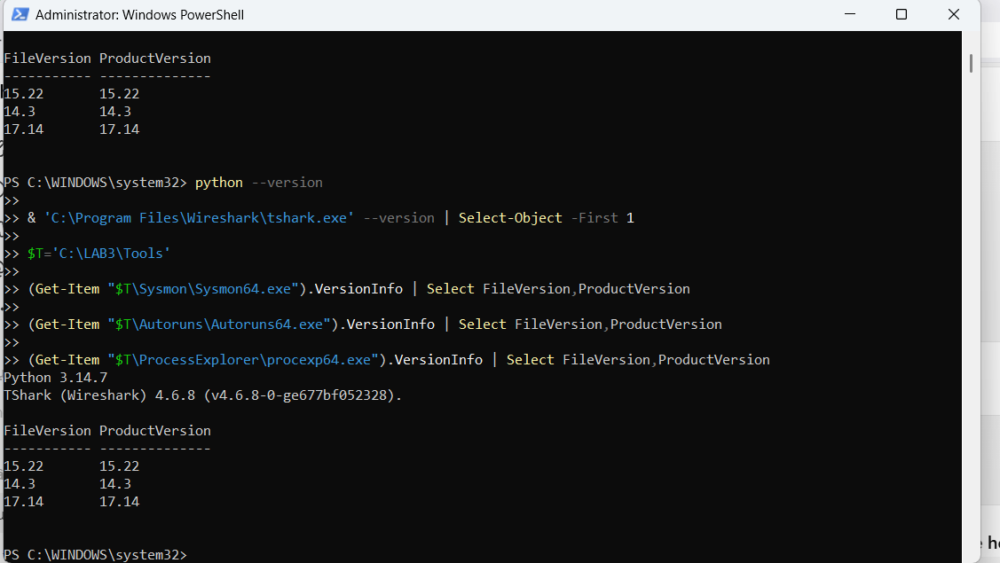 Administrator: Windows PowerShell
FileVersion ProductVersion
----------- --------------
15.22       15.22
14.3        14.3
17.14       17.14
PS C:\WINDOWS\system32> python --version
>>
>> & 'C:\Program Files\Wireshark\tshark.exe' --version | Select-Object -First 1
>>
>> $T='C:\LAB3\Tools'
>>
>> (Get-Item "$T\Sysmon\Sysmon64.exe").VersionInfo | Select FileVersion,ProductVersion
>>
>> (Get-Item "$T\Autoruns\Autoruns64.exe").VersionInfo | Select FileVersion,ProductVersion
>>
>> (Get-Item "$T\ProcessExplorer\procexp64.exe").VersionInfo | Select FileVersion,ProductVersion
Python 3.14.7
TShark (Wireshark) 4.6.8 (v4.6.8-0-ge677bf052328).
FileVersion ProductVersion
----------- --------------
15.22       15.22
14.3        14.3
17.14       17.14
PS C:\WINDOWS\system32>